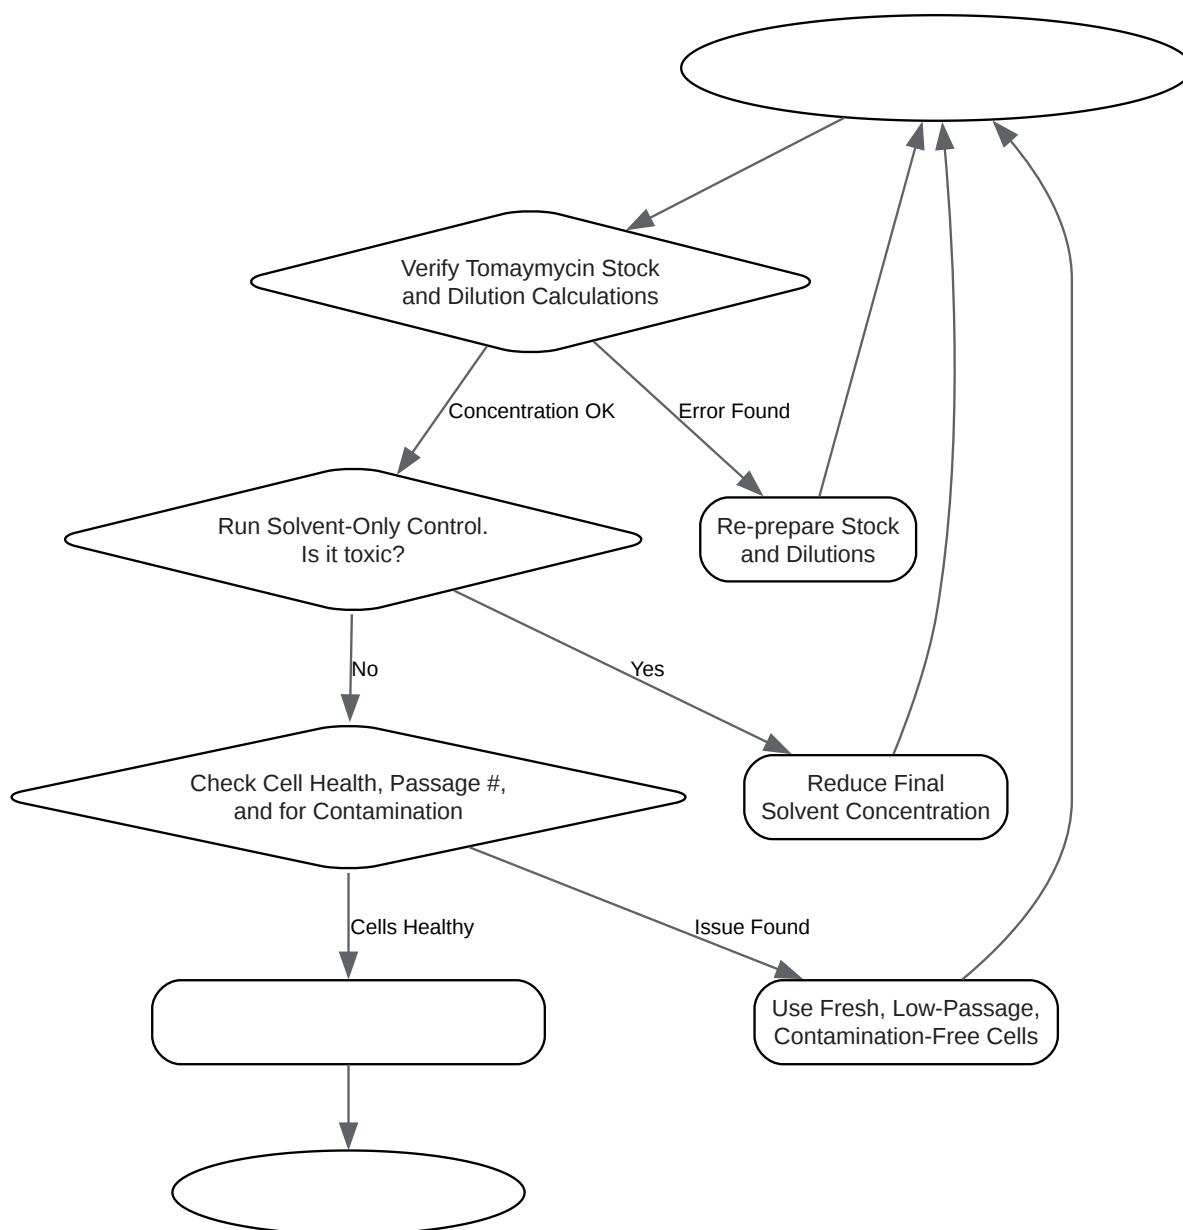 Verify Tomaymycin Stock
and Dilution Calculations
Concentration OK
Error Found
Run Solvent-Only Control.
Is it toxic?
Re-prepare Stock
and Dilutions
No
Yes
Check Cell Health, Passage #,
and for Contamination
Reduce Final
Solvent Concentration
Cells Healthy
Issue Found
Use Fresh, Low-Passage,
Contamination-Free Cells